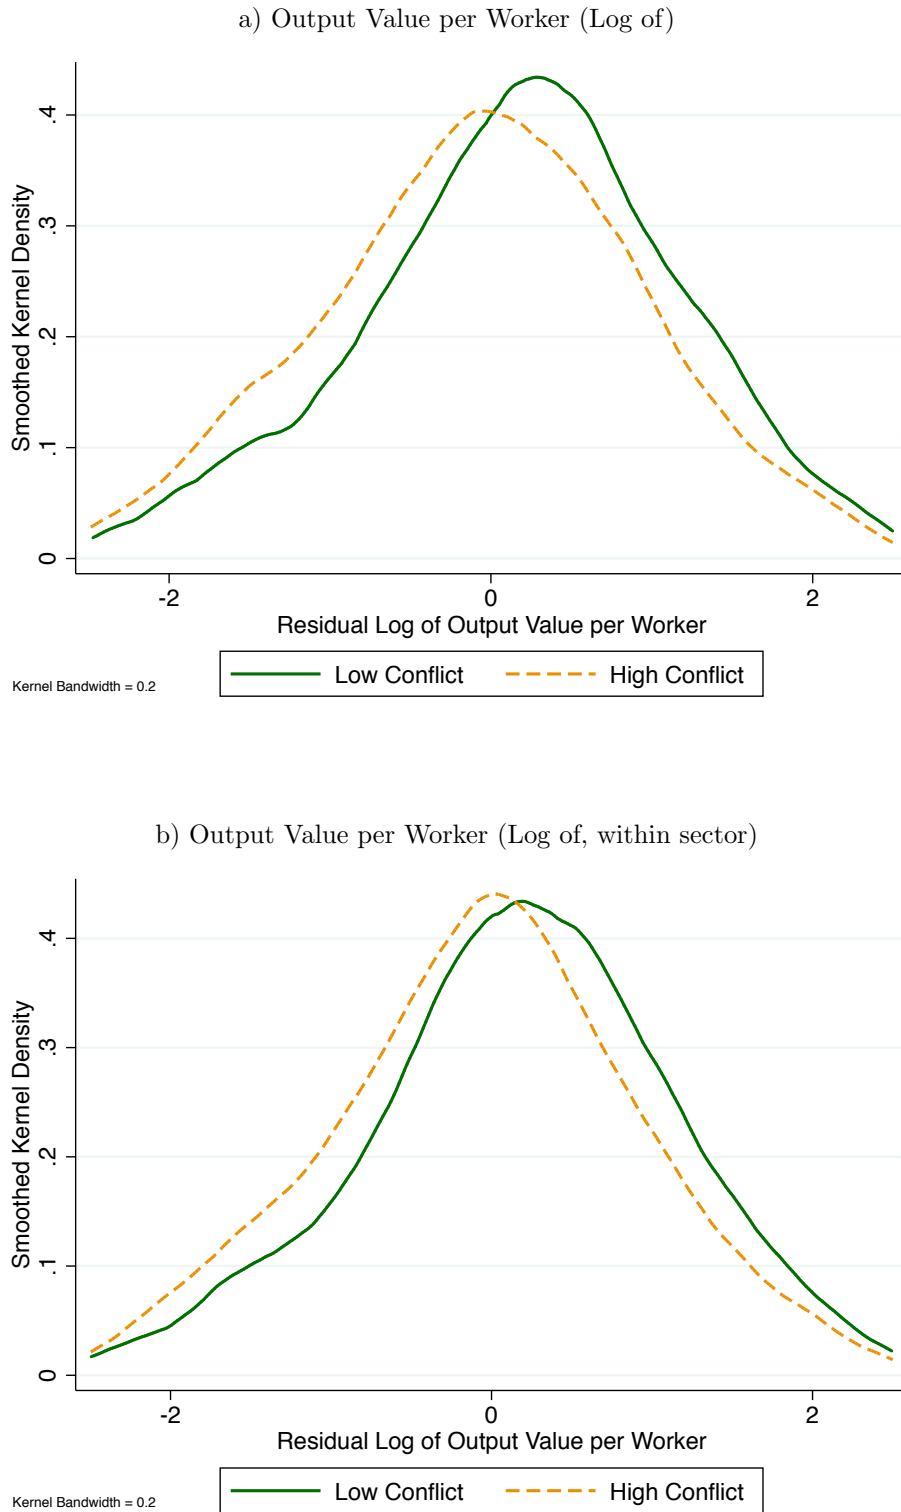 a) Output Value per Worker (Log of)
Smoothed Kernel Density
.4
.3
.2
.1
0
-2 0 2
Residual Log of Output Value per Worker
Low Conflict High Conflict
Kernel Bandwidth = 0.2
b) Output Value per Worker (Log of, within sector)
Smoothed Kernel Density
.4
.3
.2
.1
0
-2 0 2
Residual Log of Output Value per Worker
Low Conflict High Conflict
Kernel Bandwidth = 0.2